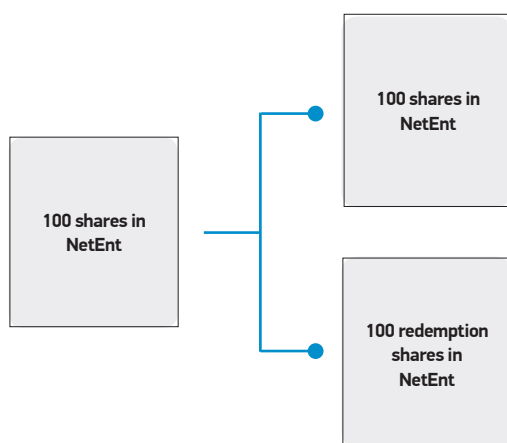 100 shares in
NetEnt
100 shares in
NetEnt
100 redemption
shares in
NetEnt